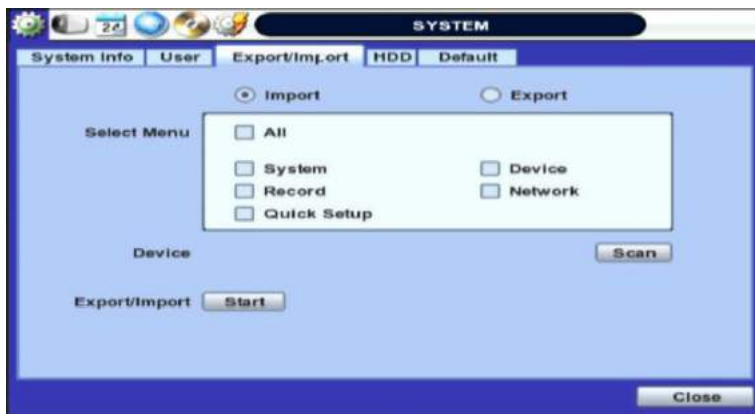 24
SYSTEM
System Info User Export/Import HDD Default
Import Export
Select Menu All
System Device
Record Network
Quick Setup
Device Scan
Export/Import Start
Close